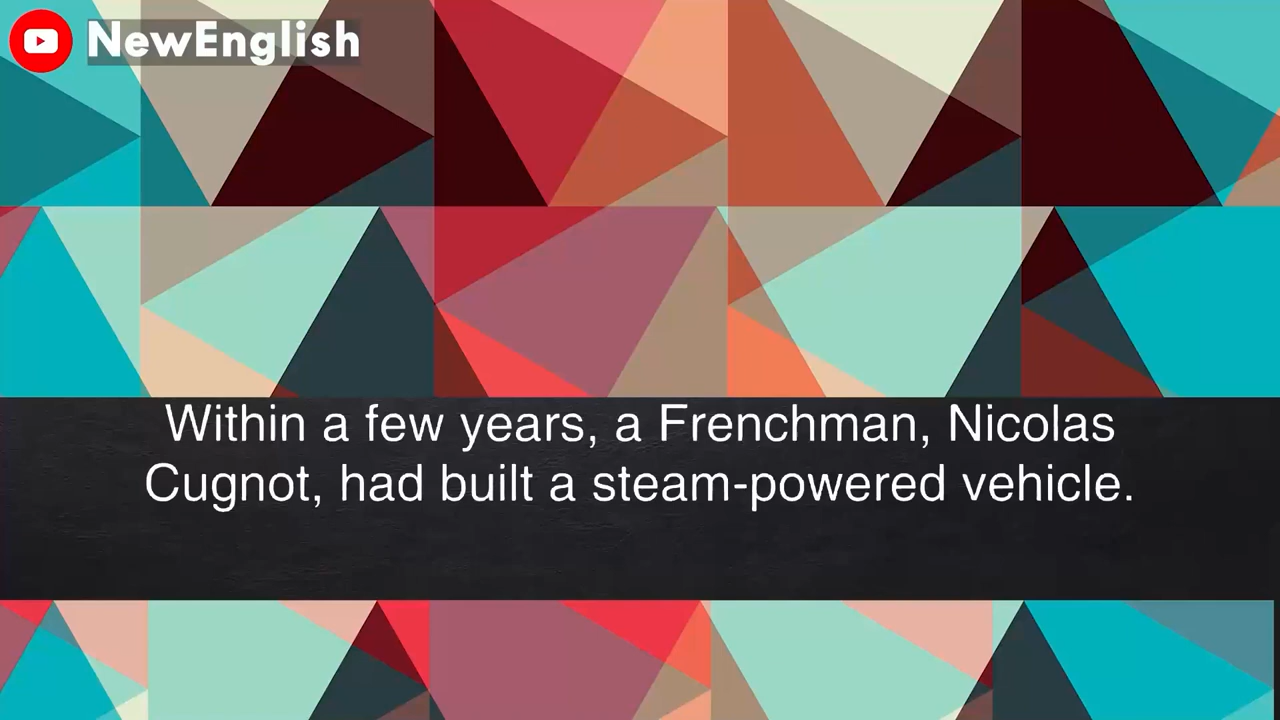 NewEnglish
Within a few years, a Frenchman, Nicolas
Cugnot, had built a steam-powered vehicle.